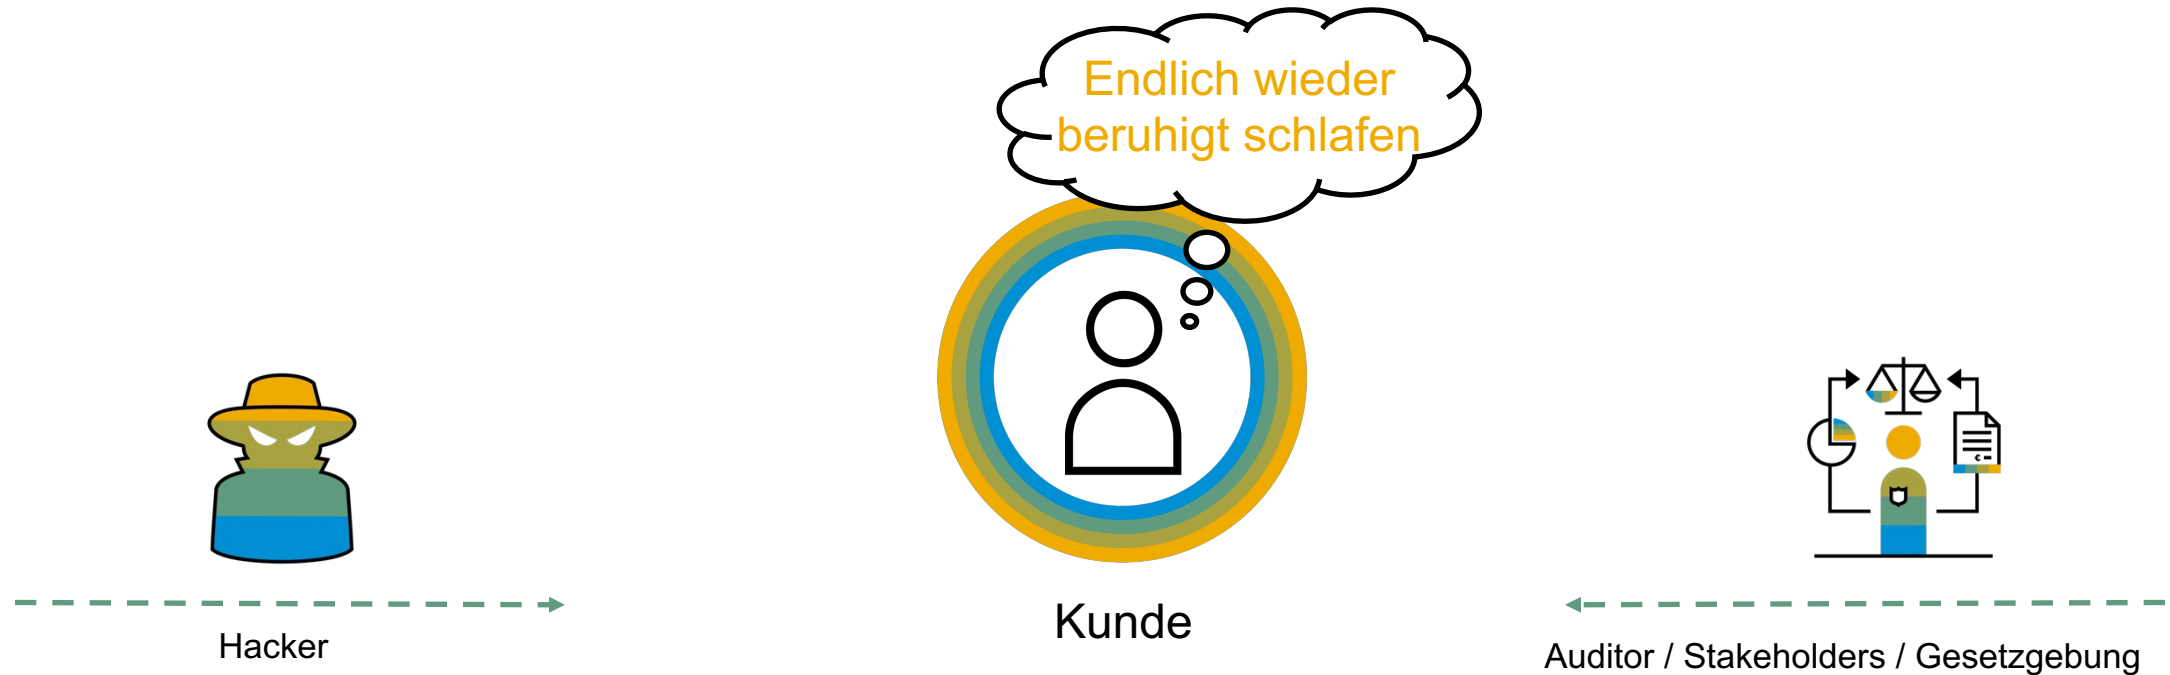 Endlich wieder
beruhigt schlafen
Kunde
Hacker
Auditor / Stakeholders / Gesetzgebung